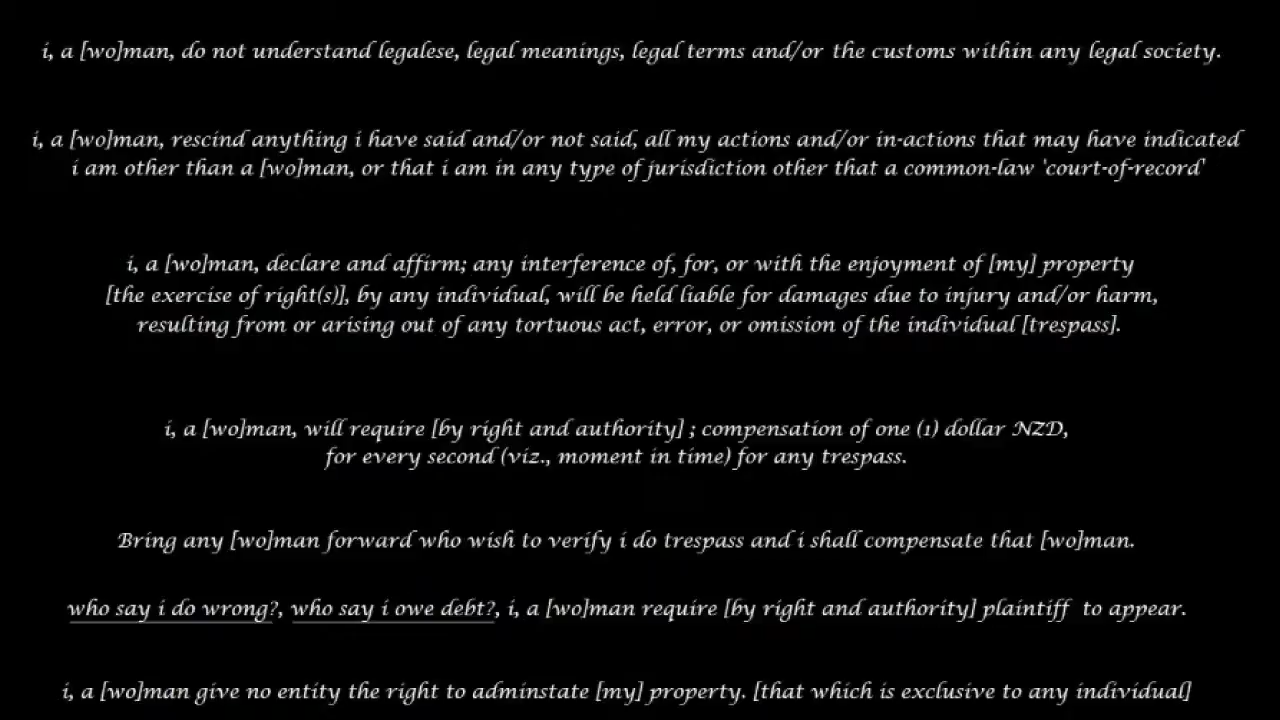 i, a [wo]man, do not understand legalese, legal meanings, legal terms and/or the customs within any legal society.
i, a [wo]man, rescind anything i have said and/or not said, all my actions and/or in-actions that may have indicated
i am other than a [wo]man, or that i am in any type of jurisdiction other that a common-law 'court-of-record'
i, a [wo]man, declare and affirm; any interference of, for, or with the enjoyment of [my] property
[the exercise of right(s)], by any individual, will be held liable for damages due to injury and/or harm,
resulting from or arising out of any tortuous act, error, or omission of the individual [trespass].
i, a [wo]man, will require [by right and authority] ; compensation of one (1) dollar NZD,
for every second (viz., moment in time) for any trespass.
Bring any [wo]man forward who wish to verify i do trespass and i shall compensate that [wo]man.
who say i do wrong?, who say i owe debt?, i, a [wo]man require [by right and authority] plaintiff to appear.
i, a [wo]man give no entity the right to adminstate [my] property. [that which is exclusive to any individual]